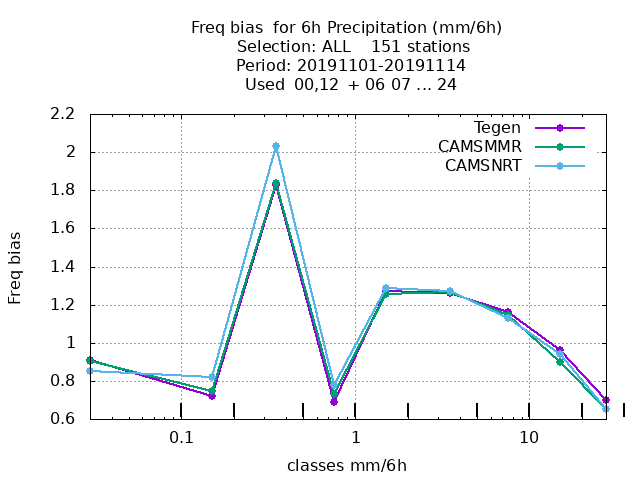 Freq bias  for 6h Precipitation (mm/6h)
Selection: ALL    151 stations
Period: 20191101-20191114
Used  00,12  + 06 07 ... 24
Tegen
CAMSMMR
CAMSNRT
2.2
2
1.8
1.6
1.4
1.2
1
0.8
0.6
Freq bias
0.1 1 10
classes mm/6h